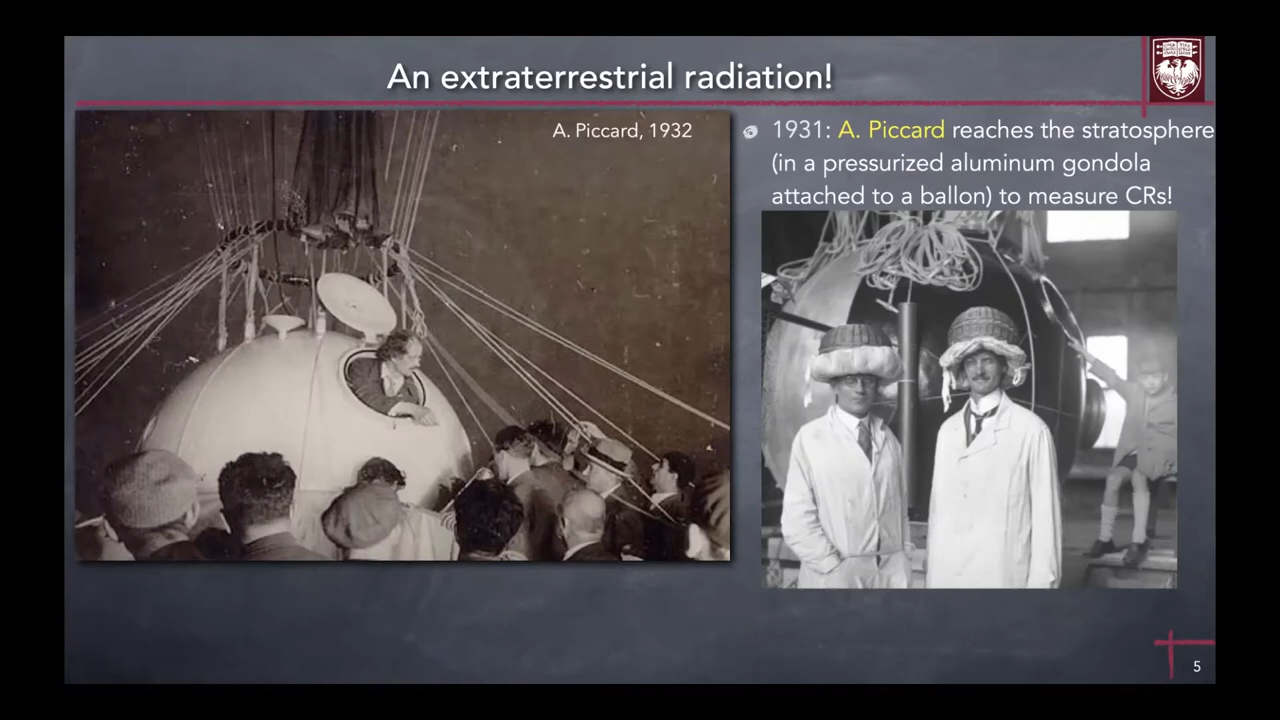 An extraterrestrial radiation!
A. Piccard, 1932
1931: A. Piccard reaches the stratosphere
(in a pressurized aluminum gondola
attached to a ballon) to measure CRs!
5